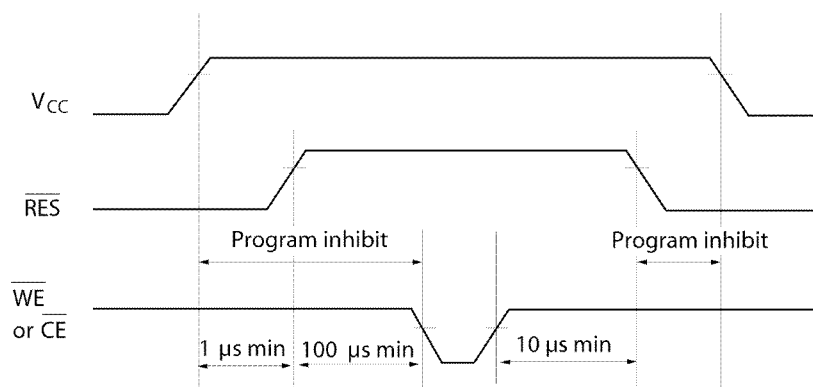 VCC
RES
Program inhibit
Program inhibit
WE
or CE
1 µs min
100 µs min
10 µs min